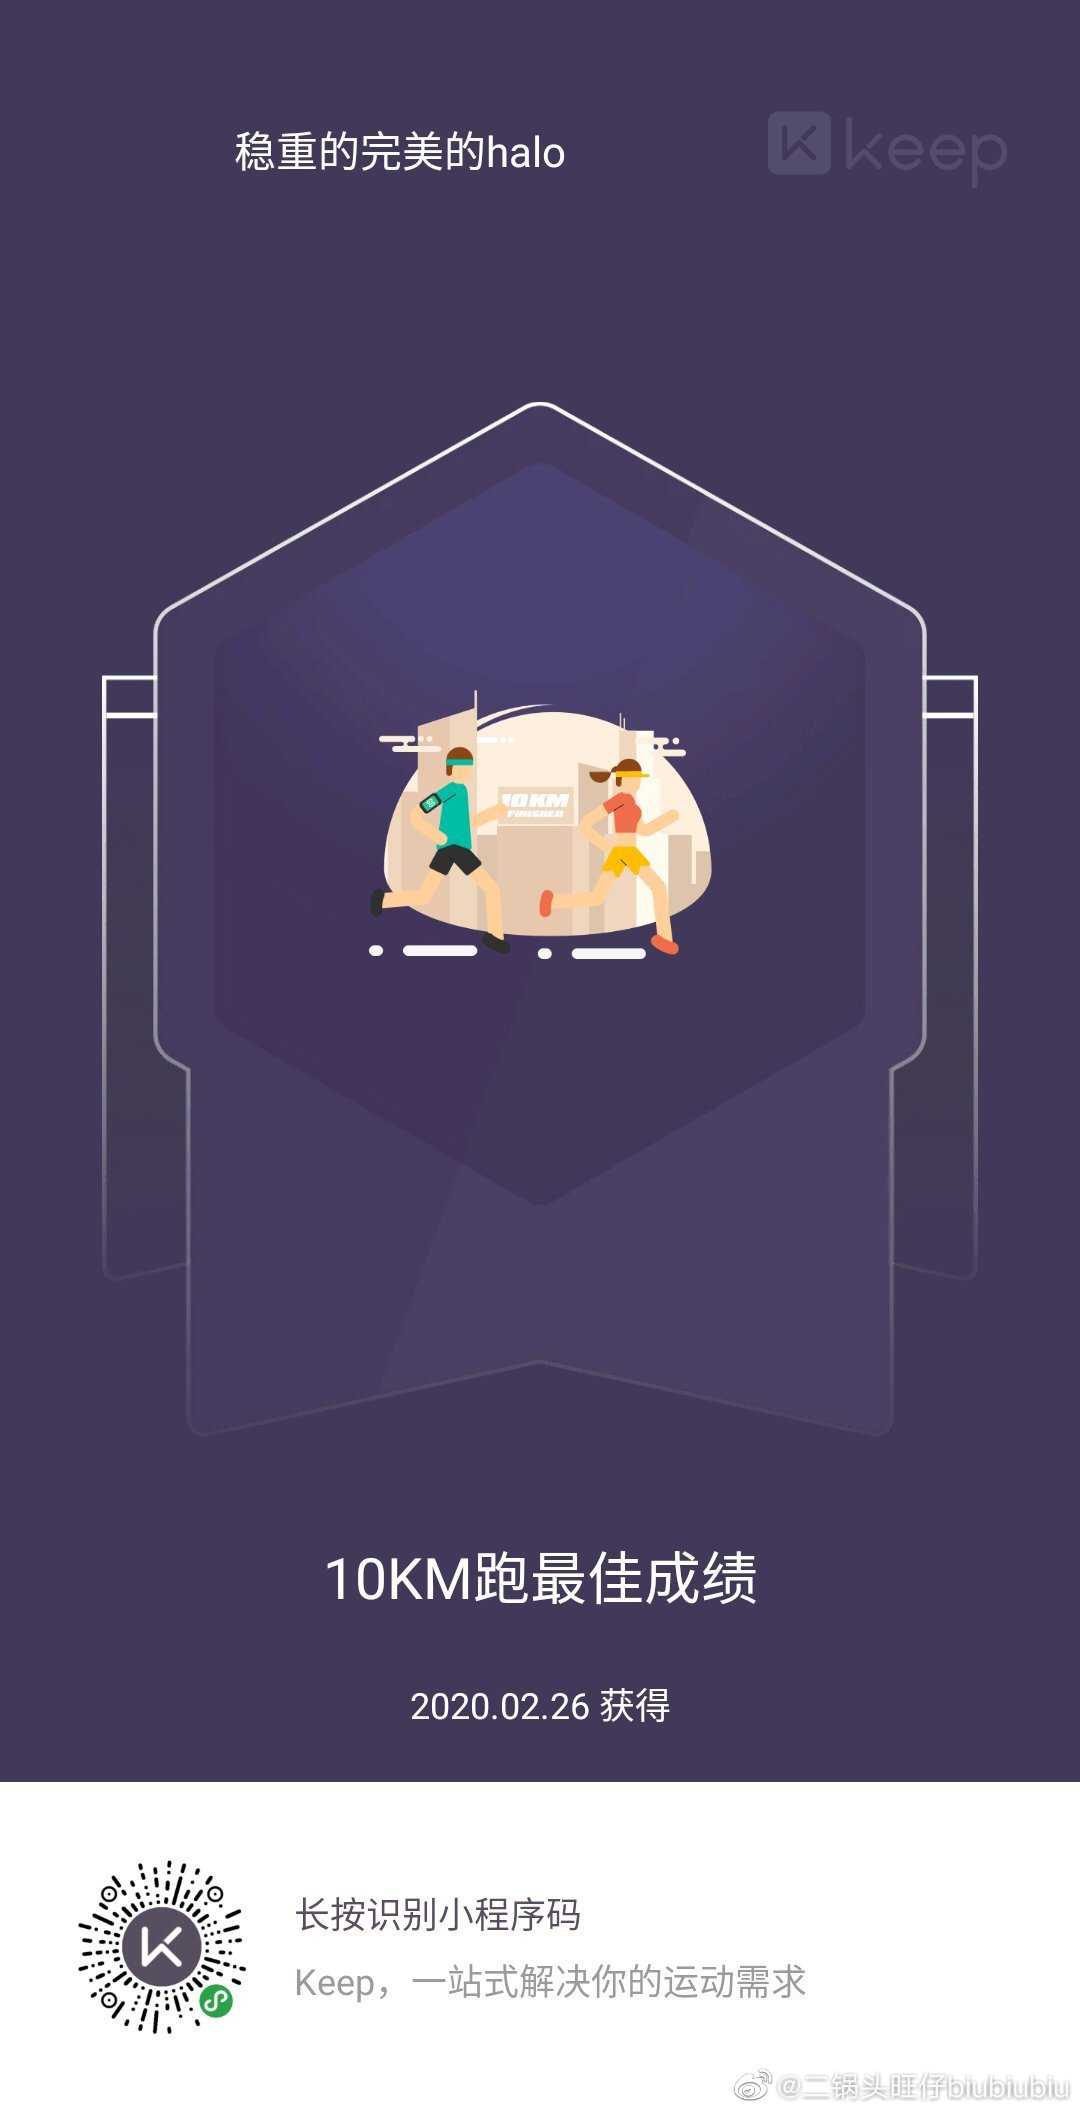 稳重的完美的halo
keep
10KM
FINISHED
10KM跑最佳成绩
2020.02.26 获得
长按识别小程序码
Keep，一站式解决你的运动需求
@二锅头旺仔biubiubiu